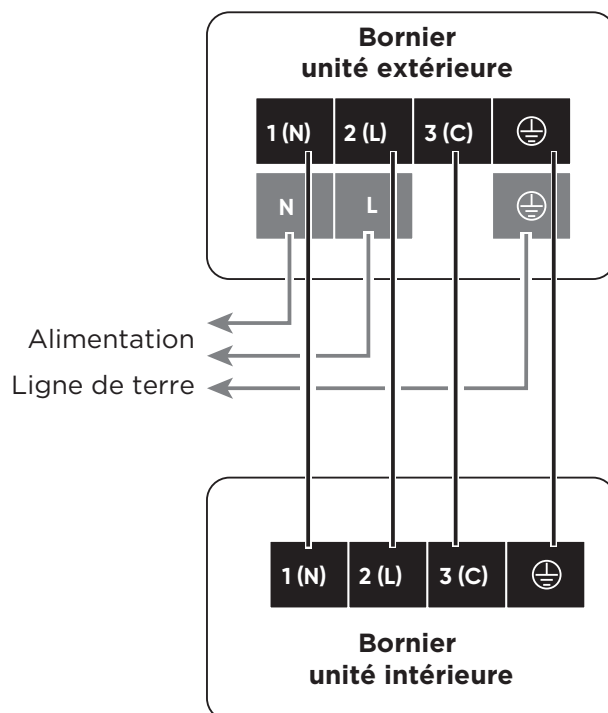 Bornier
unité extérieure
1 (N) 2 (L) 3 (C)
N L
Alimentation
Ligne de terre
1 (N) 2 (L) 3 (C)
Bornier
unité intérieure